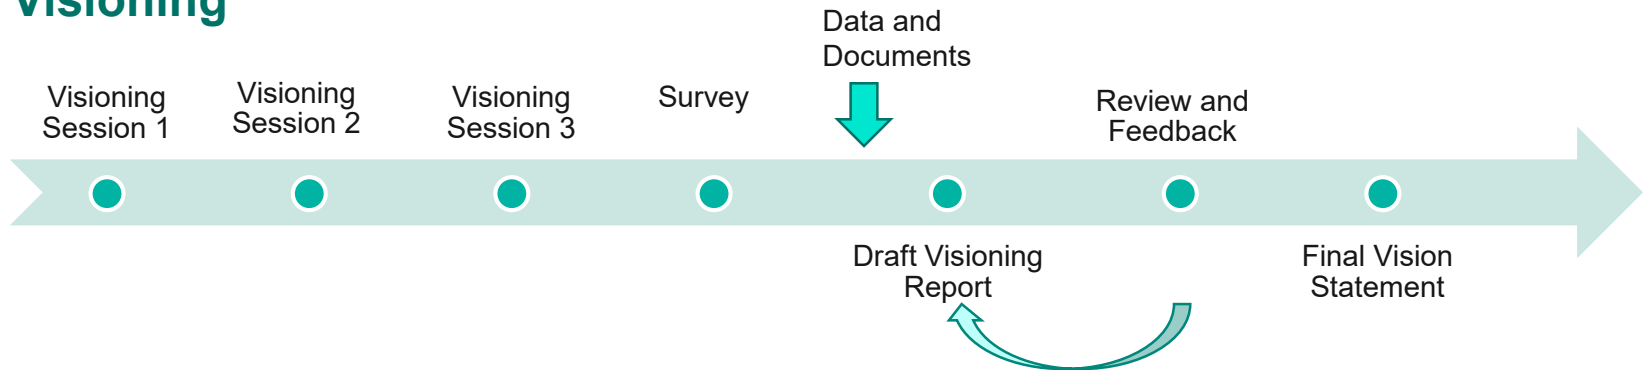 Visioning
Data and
Documents
Visioning
Session 1
Visioning
Session 2
Visioning
Session 3
Survey
Review and
Feedback
Draft Visioning
Report
Final Vision
Statement